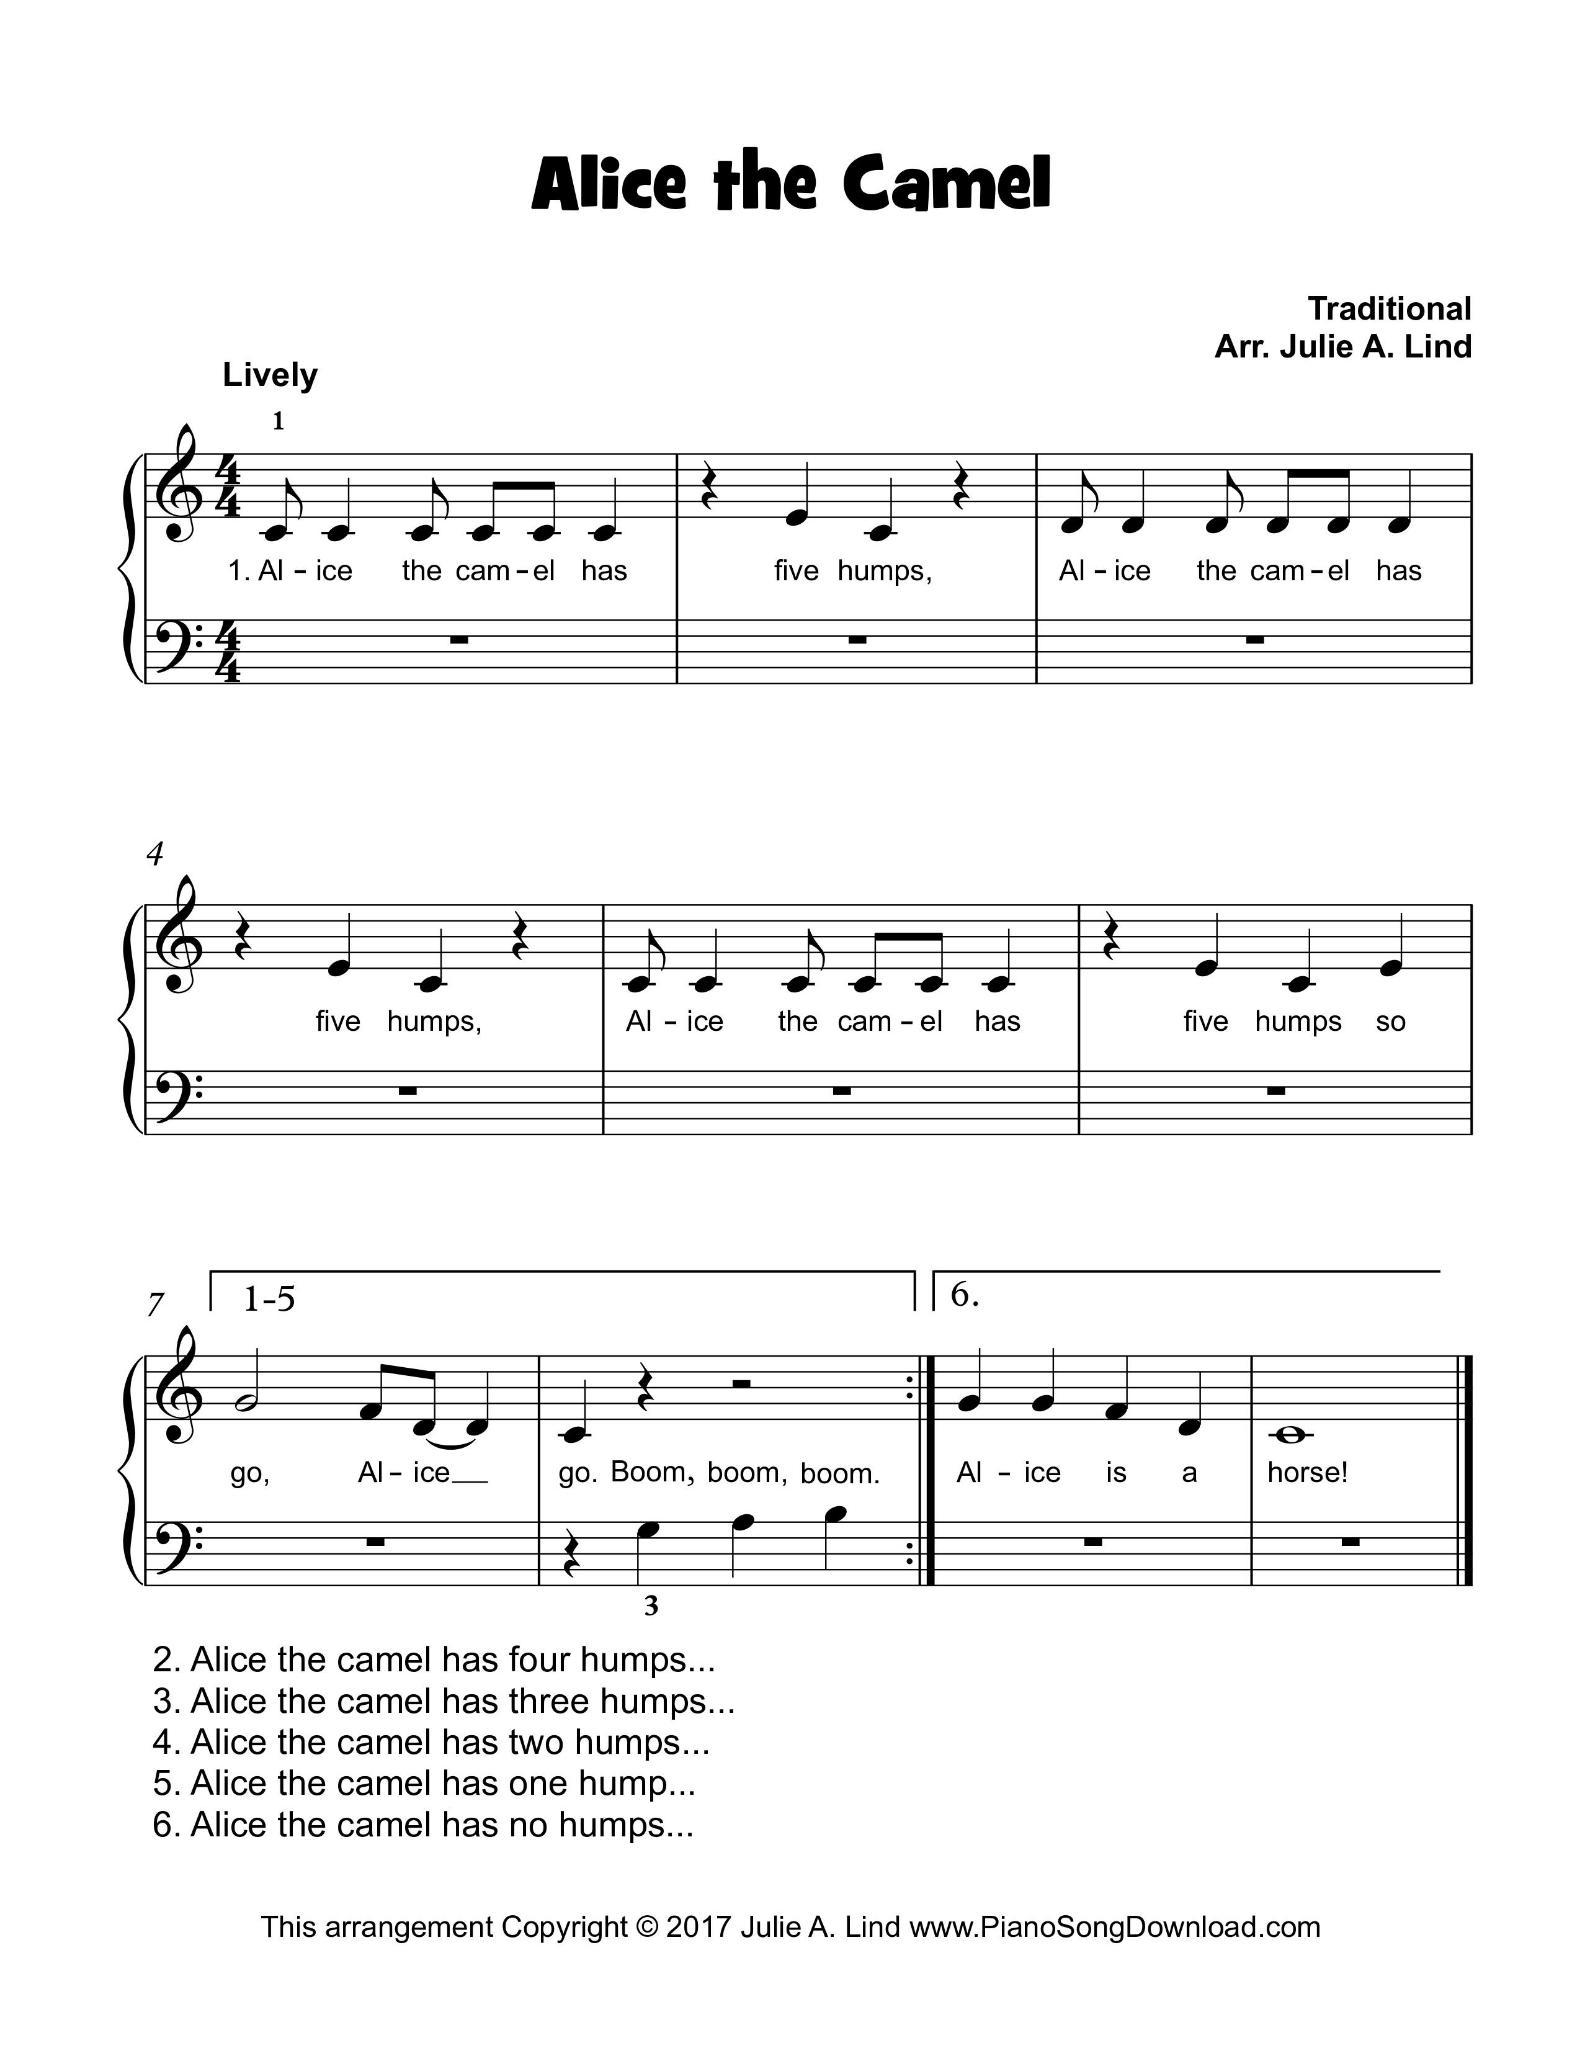 Alice the Camel
Traditional
Arr. Julie A. Lind
Lively
1
4 4
1. Al - ice the cam - el has five humps, Al - ice the cam - el has
4 4
4
five humps, Al - ice the cam - el has five humps so
7 1-5 6.
go, Al - ice__ go. Boom, boom, boom. Al - ice is a horse!
3
2. Alice the camel has four humps...
3. Alice the camel has three humps...
4. Alice the camel has two humps...
5. Alice the camel has one hump...
6. Alice the camel has no humps...
This arrangement Copyright © 2017 Julie A. Lind www.PianoSongDownload.com